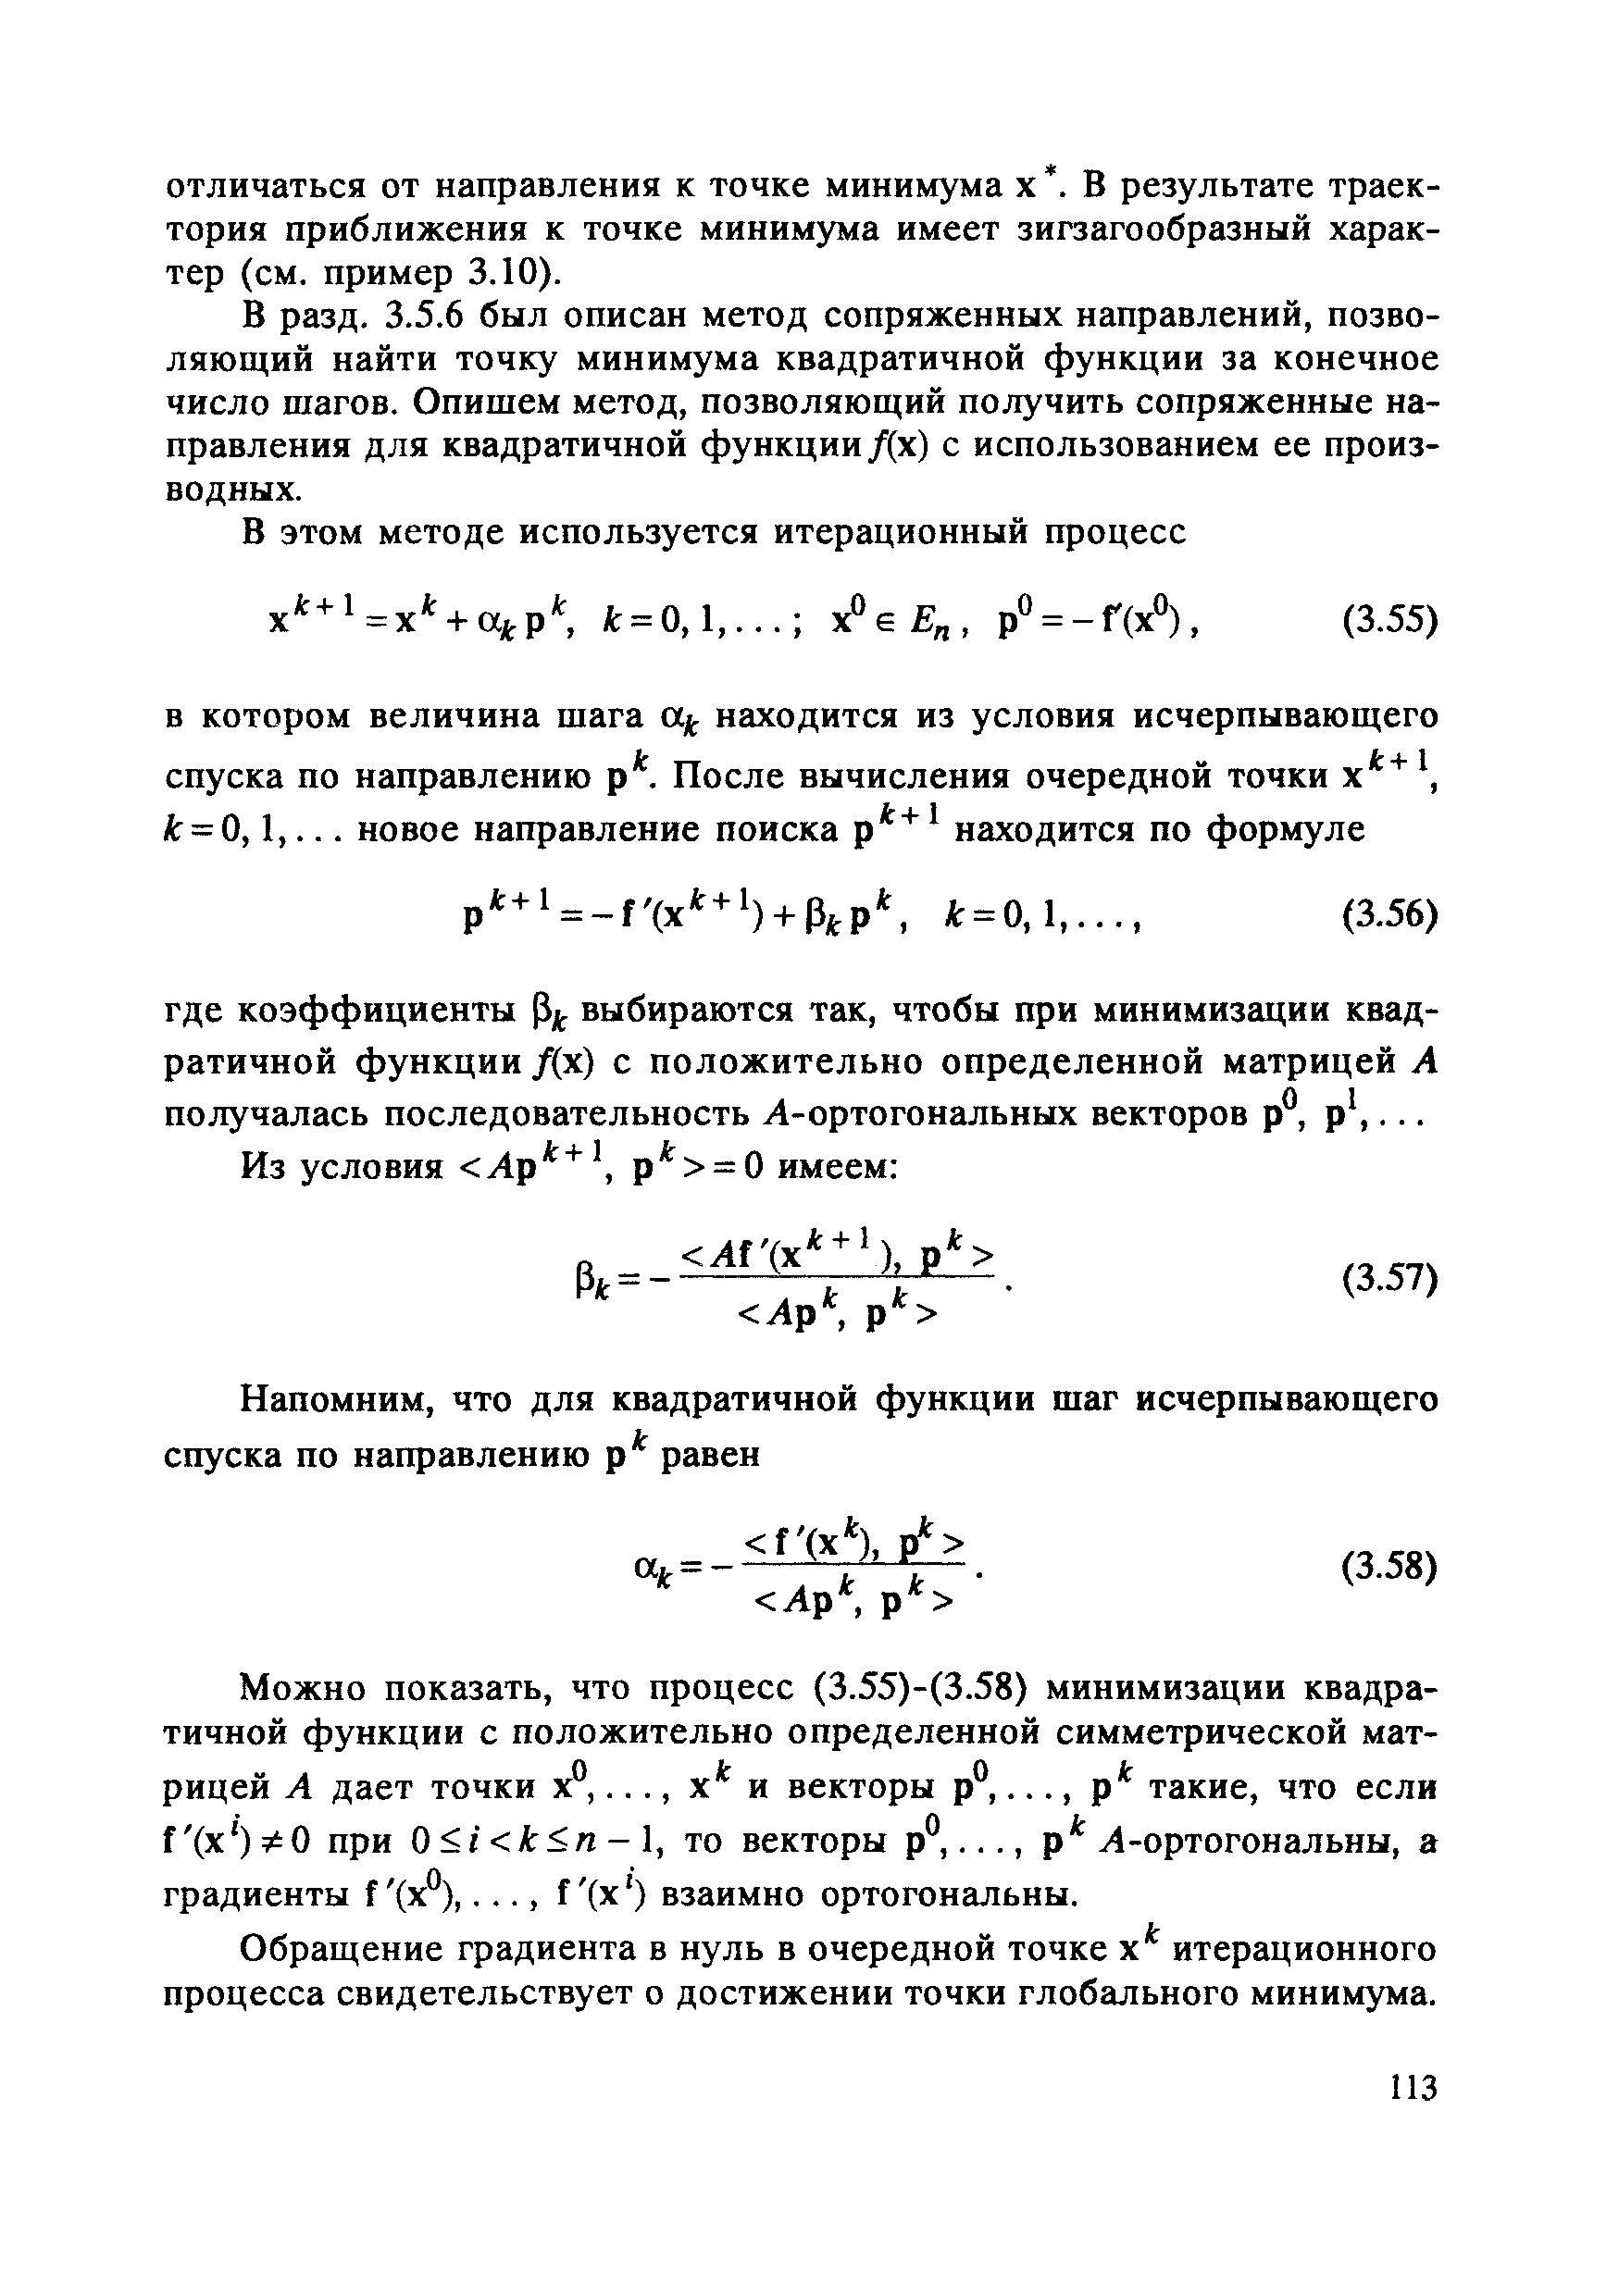 отличаться от направления к точке минимума x*. В результате траек-
тория приближения к точке минимума имеет зигзагообразный харак-
тер (см. пример 3.10).
В разд. 3.5.6 был описан метод сопряженных направлений, позво-
ляющий найти точку минимума квадратичной функции за конечное
число шагов. Опишем метод, позволяющий получить сопряженные на-
правления для квадратичной функции f(x) с использованием ее произ-
водных.
В этом методе используется итерационный процесс
x^{k+1} = x^k + α_k p^k, k = 0, 1, . . . ; x^0 ∈ E_n , p^0 = – f′(x^0) , (3.55)
в котором величина шага α_k находится из условия исчерпывающего
спуска по направлению p^k. После вычисления очередной точки x^{k+1},
k = 0, 1, . . . новое направление поиска p^{k+1} находится по формуле
p^{k+1} = – f′(x^{k+1}) + β_k p^k , k = 0, 1, . . . , (3.56)
где коэффициенты β_k выбираются так, чтобы при минимизации квад-
ратичной функции f(x) с положительно определенной матрицей A
получалась последовательность A-ортогональных векторов p^0, p^1, . . .
Из условия <Ap^{k+1}, p^k> = 0 имеем:
β_k = – <Af′(x^{k+1}), p^k> / <Ap^k, p^k> . (3.57)
Напомним, что для квадратичной функции шаг исчерпывающего
спуска по направлению p^k равен
α_k = – <f′(x^k), p^k> / <Ap^k, p^k> . (3.58)
Можно показать, что процесс (3.55)-(3.58) минимизации квадра-
тичной функции с положительно определенной симметрической мат-
рицей A дает точки x^0, . . . , x^k и векторы p^0, . . . , p^k такие, что если
f′(x^i) ≠ 0 при 0 ≤ i < k ≤ n – 1, то векторы p^0, . . . , p^k A-ортогональны, а
градиенты f′(x^0), . . . , f′(x^i) взаимно ортогональны.
Обращение градиента в нуль в очередной точке x^k итерационного
процесса свидетельствует о достижении точки глобального минимума.
113